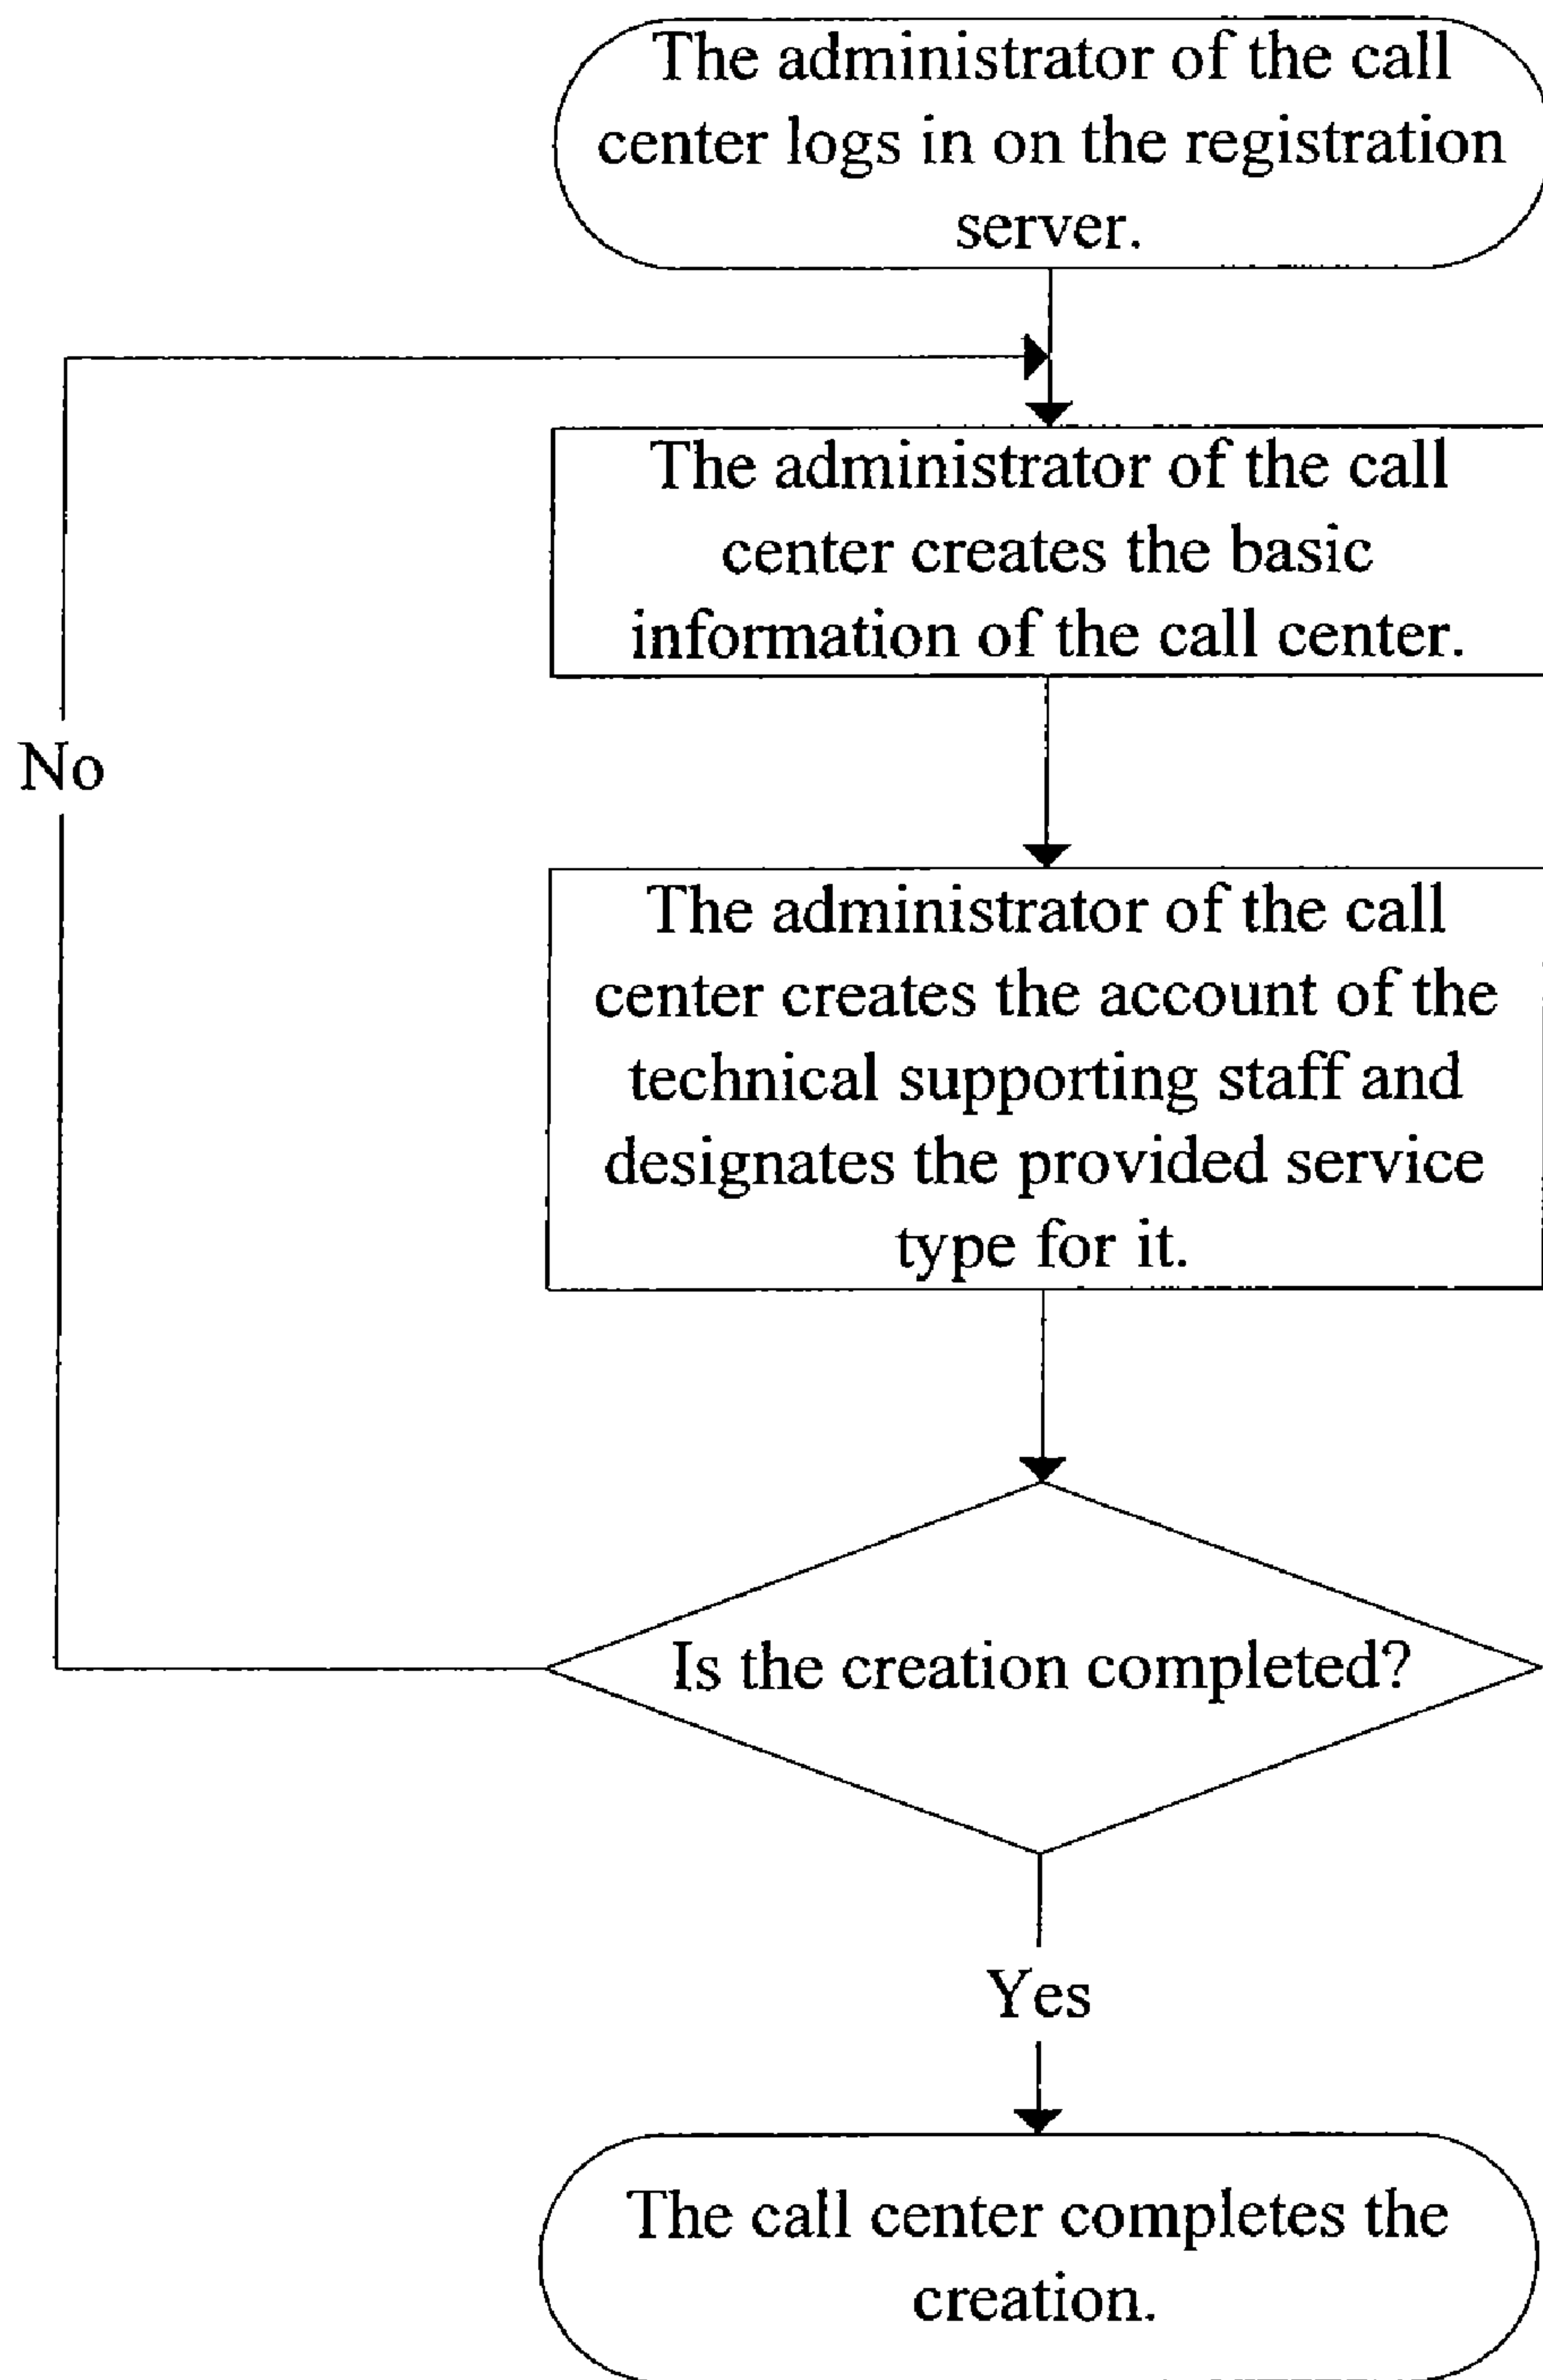 The administrator of the call
center logs in on the registration
server.
The administrator of the call
center creates the basic
information of the call center.
No
The administrator of the call
center creates the account of the
technical supporting staff and
designates the provided service
type for it.
Is the creation completed?
Yes
The call center completes the
creation.